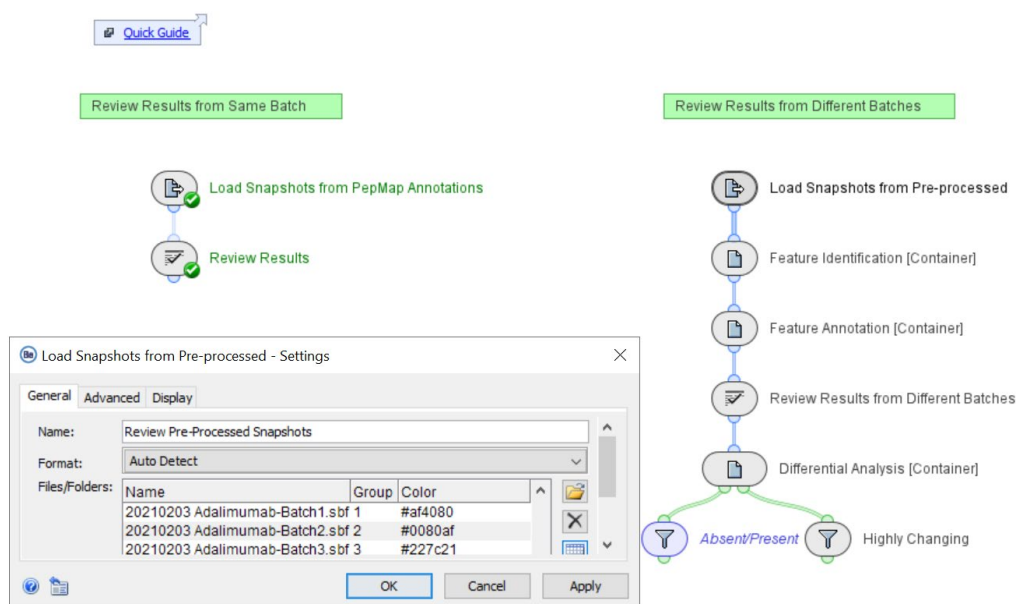 Quick Guide
Review Results from Same Batch
Review Results from Different Batches
Load Snapshots from PepMap Annotations
Review Results
Load Snapshots from Pre-processed
Feature Identification [Container]
Feature Annotation [Container]
Review Results from Different Batches
Differential Analysis [Container]
Absent/Present
Highly Changing
Be Load Snapshots from Pre-processed - Settings
General Advanced Display
Name: Review Pre-Processed Snapshots
Format: Auto Detect
Files/Folders: Name Group Color
20210203 Adalimumab-Batch1.sbf 1 #af4080
20210203 Adalimumab-Batch2.sbf 2 #0080af
20210203 Adalimumab-Batch3.sbf 3 #227c21
OK Cancel Apply